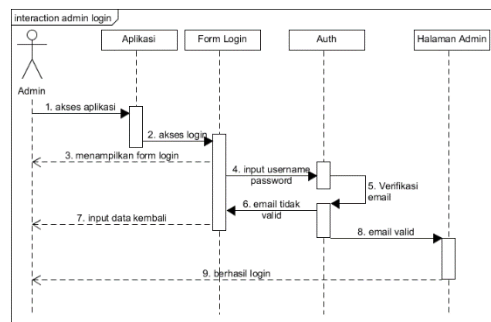 interaction admin login
Aplikasi
Form Login
Auth
Halaman Admin
Admin
1. akses aplikasi
2. akses login
3. menampilkan form login
4. input username
password
5. Verifikasi
email
6. email tidak
valid
7. input data kembali
8. email valid
9. berhasil login